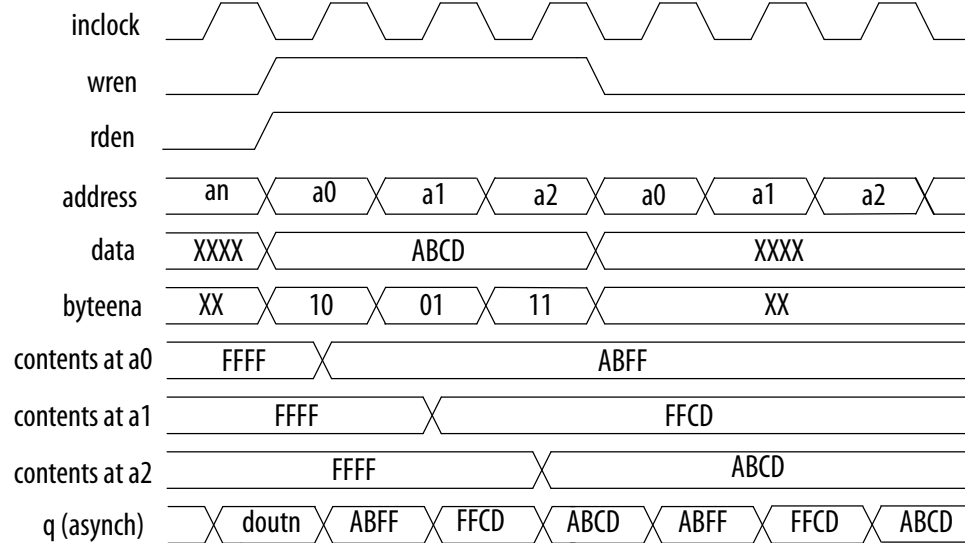 inclock
wren
rden
address an a0 a1 a2 a0 a1 a2
data XXXX ABCD XXXX
byteena XX 10 01 11 XX
contents at a0 FFFF ABFF
contents at a1 FFFF FFCD
contents at a2 FFFF ABCD
q (asynch) doutn ABFF FFCD ABCD ABFF FFCD ABCD